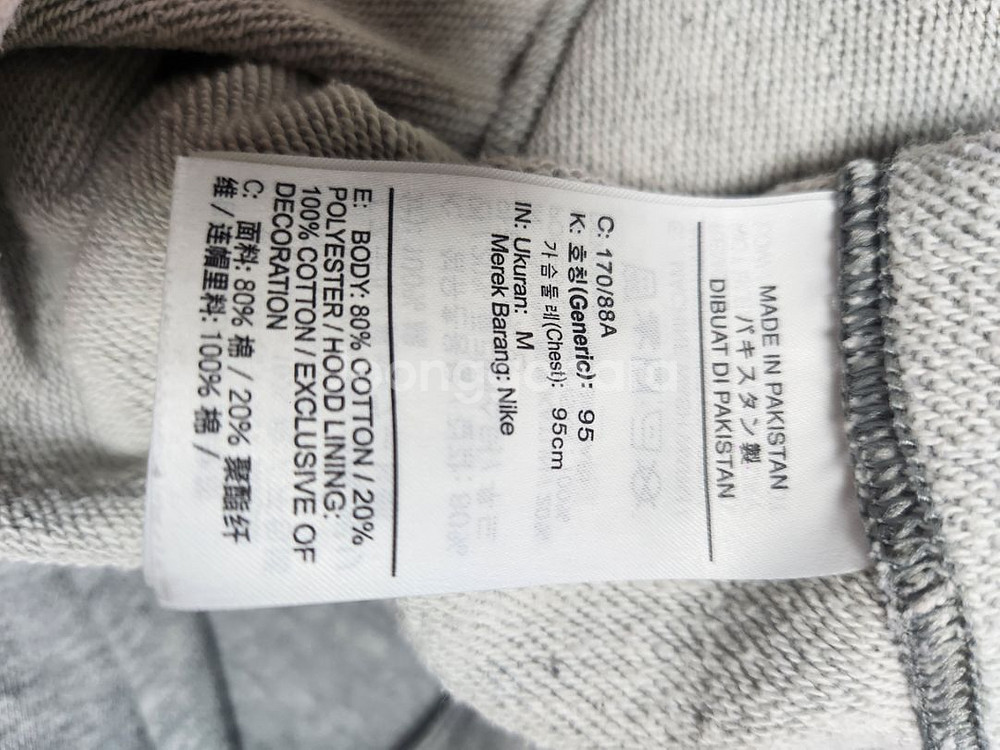 MADE IN PAKISTAN
パキスタン製
DIBUAT DI PAKISTAN
C: 170/88A
K: 호칭(Generic): 95
가슴둘레(Chest): 95cm
IN: Ukuran: M
Merek Barang: Nike
E: BODY: 80% COTTON / 20%
POLYESTER / HOOD LINING:
100% COTTON / EXCLUSIVE OF
DECORATION
C: 面料: 80% 棉 / 20% 聚酯纤
维 / 连帽里料: 100% 棉 /